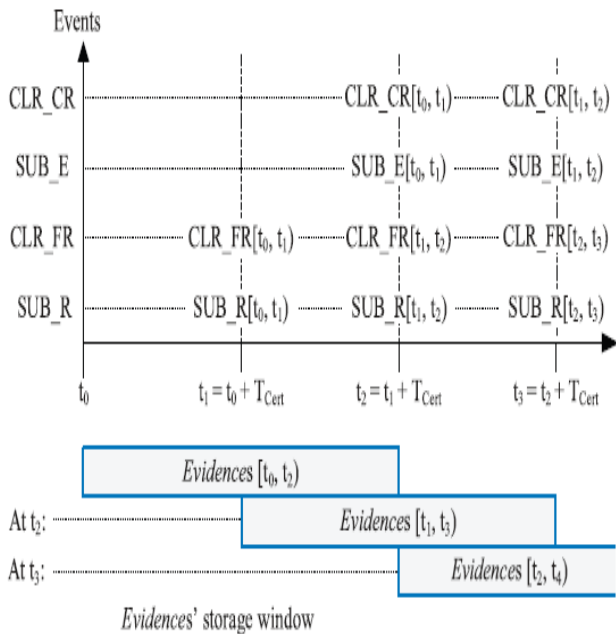 Events
CLR_CR CLR_CR[t₀, t₁) CLR_CR[t₁, t₂)
SUB_E SUB_E[t₀, t₁) SUB_E[t₁, t₂)
CLR_FR CLR_FR[t₀, t₁) CLR_FR[t₁, t₂) CLR_FR[t₂, t₃)
SUB_R SUB_R[t₀, t₁) SUB_R[t₁, t₂) SUB_R[t₂, t₃)
t₀ t₁ = t₀ + T_Cert t₂ = t₁ + T_Cert t₃ = t₂ + T_Cert
Evidences [t₀, t₂)
At t₂: Evidences [t₁, t₃)
At t₃: Evidences [t₂, t₄)
Evidences' storage window